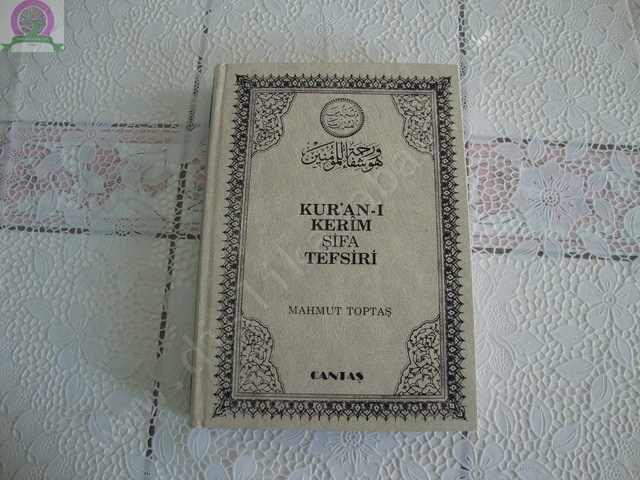 هو شفاء ورحمة للمؤمنين
KUR'AN-I
KERİM
ŞİFA
TEFSİRİ
MAHMUT TOPTAŞ
CANTAŞ